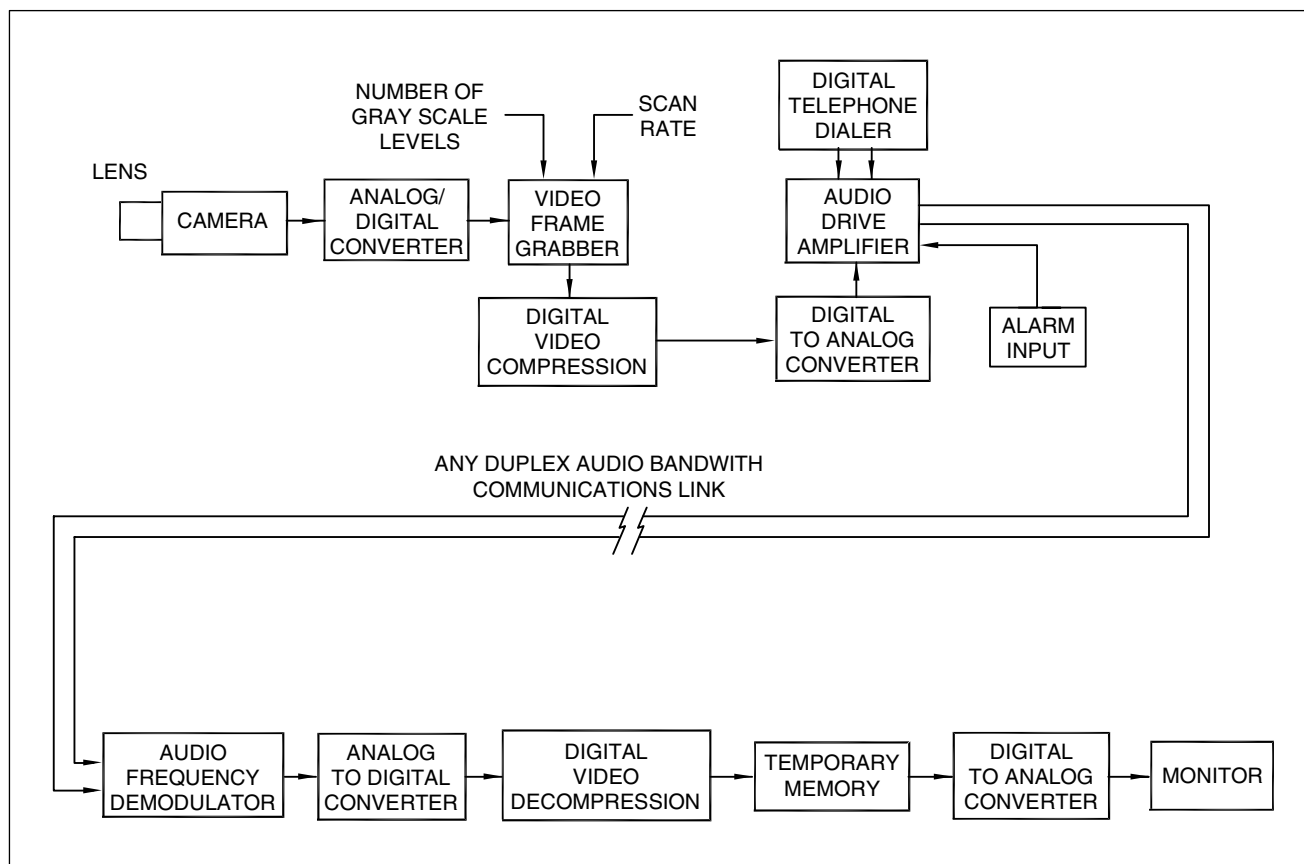 NUMBER OF
GRAY SCALE
LEVELS
SCAN
RATE
DIGITAL
TELEPHONE
DIALER
LENS
CAMERA
ANALOG/
DIGITAL
CONVERTER
VIDEO
FRAME
GRABBER
AUDIO
DRIVE
AMPLIFIER
DIGITAL
VIDEO
COMPRESSION
DIGITAL
TO ANALOG
CONVERTER
ALARM
INPUT
ANY DUPLEX AUDIO BANDWITH
COMMUNICATIONS LINK
AUDIO
FREQUENCY
DEMODULATOR
ANALOG
TO DIGITAL
CONVERTER
DIGITAL
VIDEO
DECOMPRESSION
TEMPORARY
MEMORY
DIGITAL
TO ANALOG
CONVERTER
MONITOR